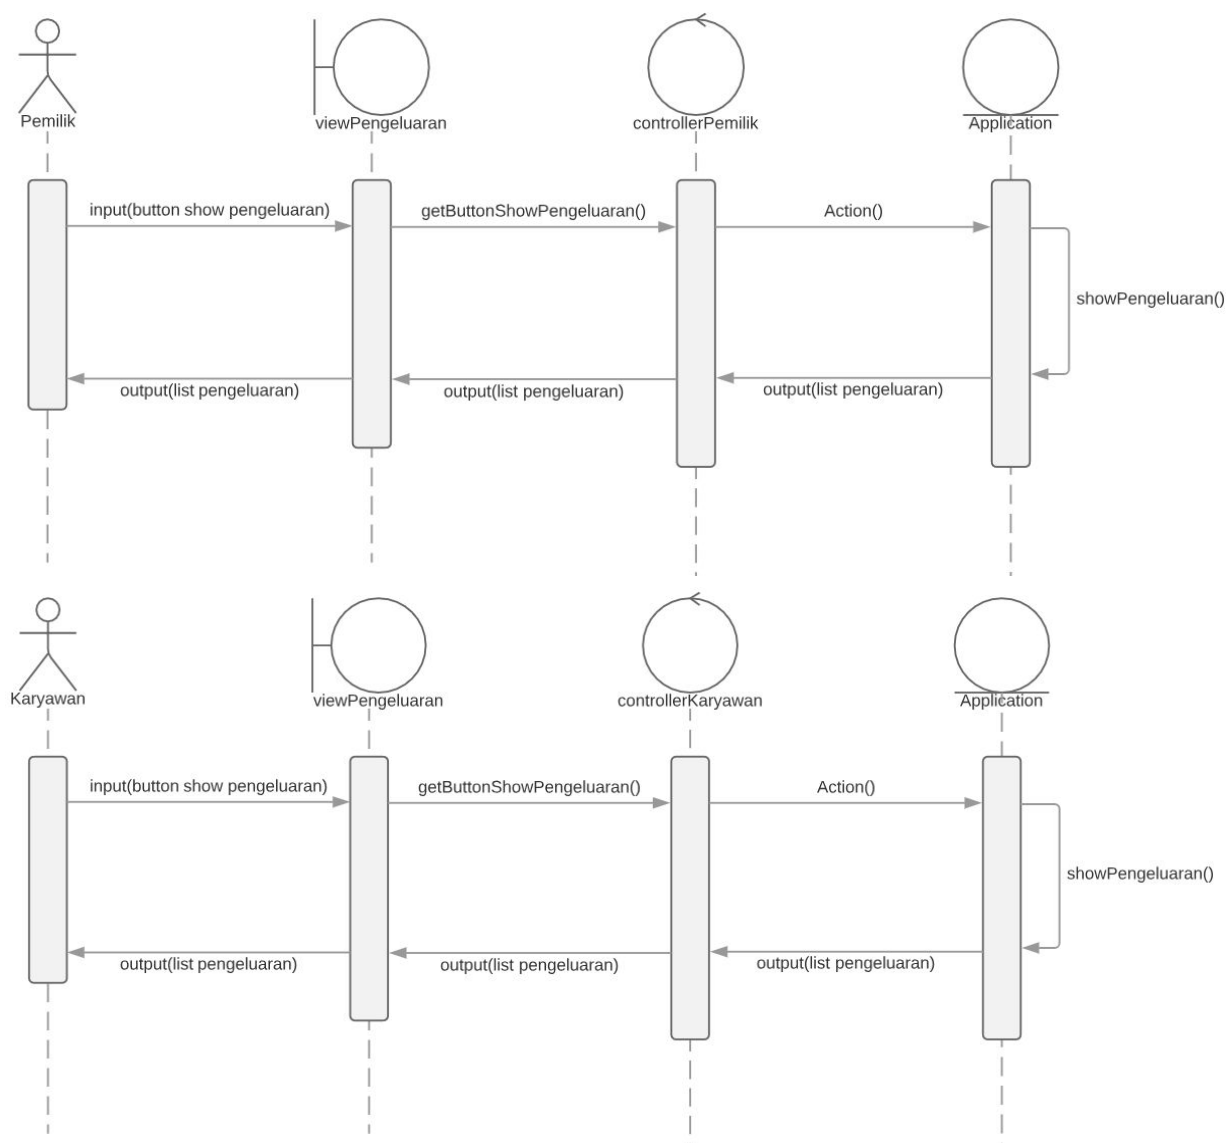 Pemilik
viewPengeluaran
controllerPemilik
Application
input(button show pengeluaran)
getButtonShowPengeluaran()
Action()
showPengeluaran()
output(list pengeluaran)
output(list pengeluaran)
output(list pengeluaran)
Karyawan
viewPengeluaran
controllerKaryawan
Application
input(button show pengeluaran)
getButtonShowPengeluaran()
Action()
showPengeluaran()
output(list pengeluaran)
output(list pengeluaran)
output(list pengeluaran)